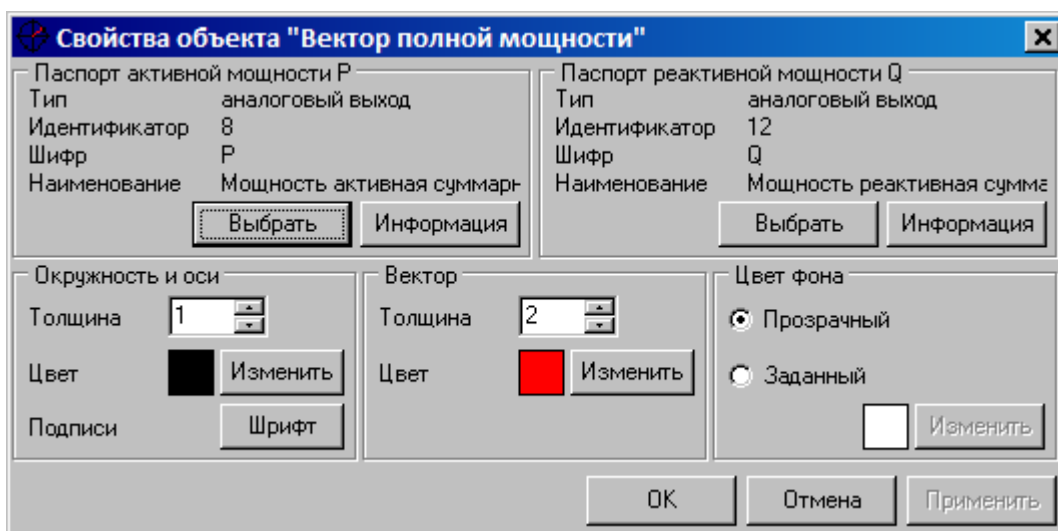 Свойства объекта "Вектор полной мощности"
Паспорт активной мощности P
Тип аналоговый выход
Идентификатор 8
Шифр P
Наименование Мощность активная суммарн
Выбрать Информация
Паспорт реактивной мощности Q
Тип аналоговый выход
Идентификатор 12
Шифр Q
Наименование Мощность реактивная сумма
Выбрать Информация
Окружность и оси
Толщина 1
Цвет Изменить
Подписи Шрифт
Вектор
Толщина 2
Цвет Изменить
Цвет фона
Прозрачный
Заданный
Изменить
OK Отмена Применить